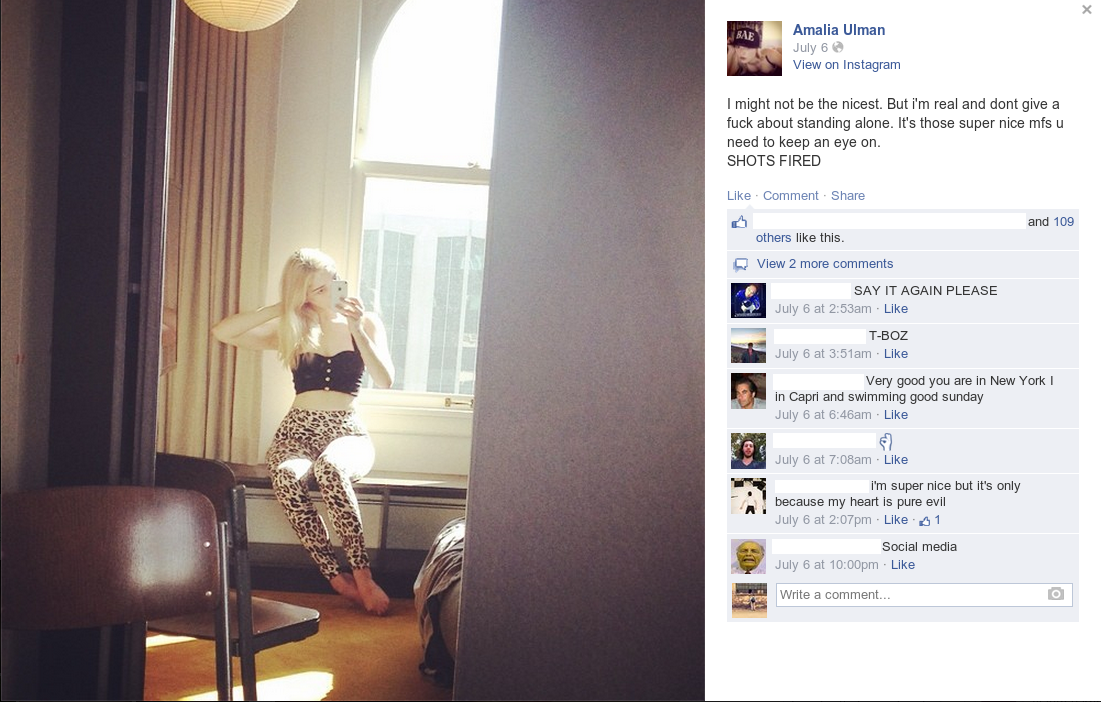 BAE
Amalia Ulman
July 6
View on Instagram
I might not be the nicest. But i'm real and dont give a
fuck about standing alone. It's those super nice mfs u
need to keep an eye on.
SHOTS FIRED
Like · Comment · Share
and 109
others like this.
View 2 more comments
SAY IT AGAIN PLEASE
July 6 at 2:53am · Like
T-BOZ
July 6 at 3:51am · Like
Very good you are in New York I
in Capri and swimming good sunday
July 6 at 6:46am · Like
July 6 at 7:08am · Like
i'm super nice but it's only
because my heart is pure evil
July 6 at 2:07pm · Like · 1
Social media
July 6 at 10:00pm · Like
Write a comment...